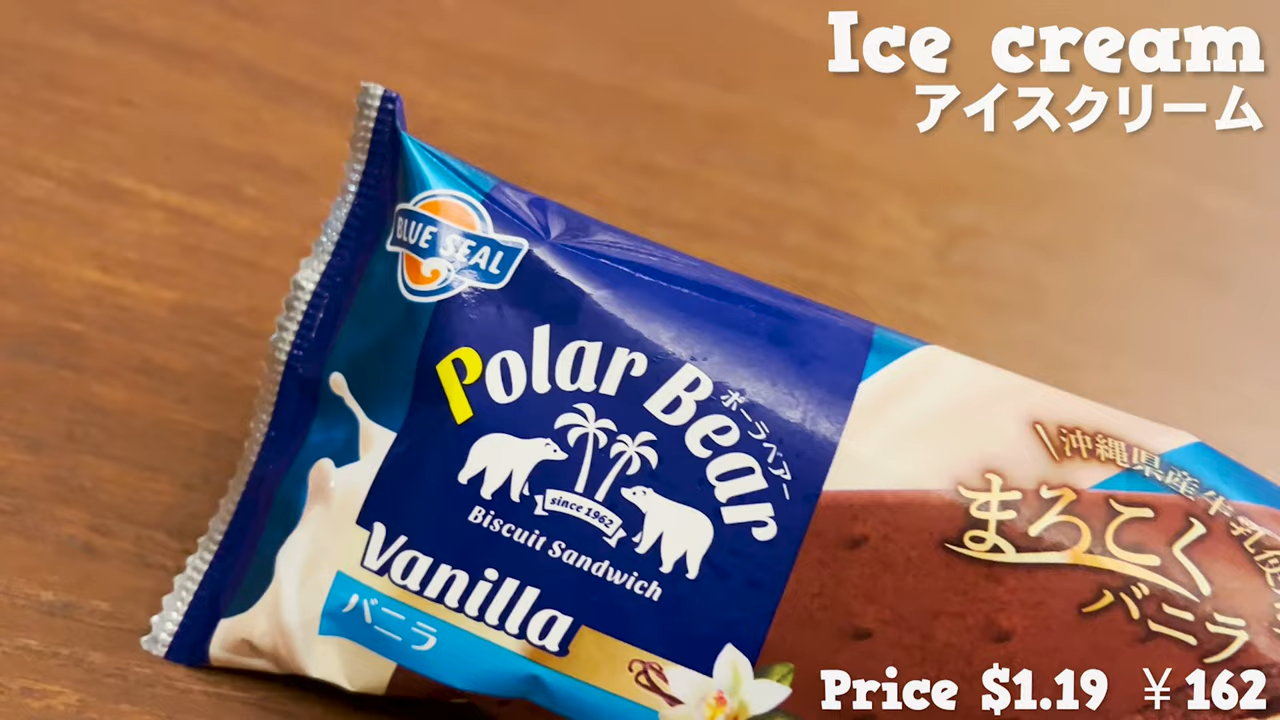 Ice cream
アイスクリーム
BLUE SEAL
Polar Bear
ポーラベアー
since 1962
Biscuit Sandwich
Vanilla
バニラ
\沖縄県産牛乳使
まろこく
バニラ
Price $1.19 ￥162